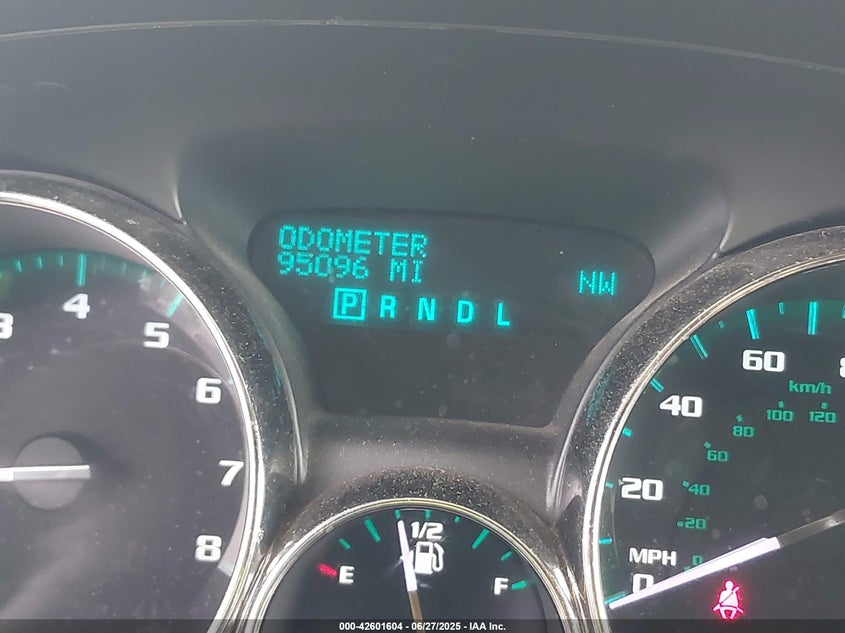 ODOMETER
95096 MI
NW
P R N D L
3 4 5 6 7 8
1/2
E F
0 20 40 60
MPH
km/h
0 20 40 60 80 100 120
000-42601604 - 06/27/2025 - IAA Inc.